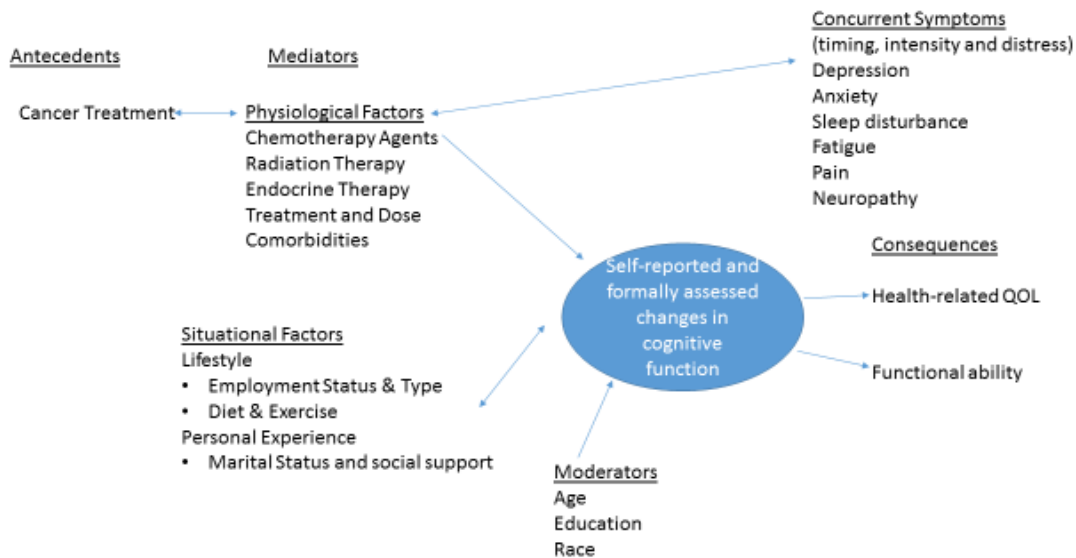 Antecedents
Cancer Treatment
Mediators
Physiological Factors
Chemotherapy Agents
Radiation Therapy
Endocrine Therapy
Treatment and Dose
Comorbidities
Concurrent Symptoms
(timing, intensity and distress)
Depression
Anxiety
Sleep disturbance
Fatigue
Pain
Neuropathy
Self-reported and
formally assessed
changes in
cognitive
function
Consequences
Health-related QOL
Functional ability
Situational Factors
Lifestyle
• Employment Status & Type
• Diet & Exercise
Personal Experience
• Marital Status and social support
Moderators
Age
Education
Race